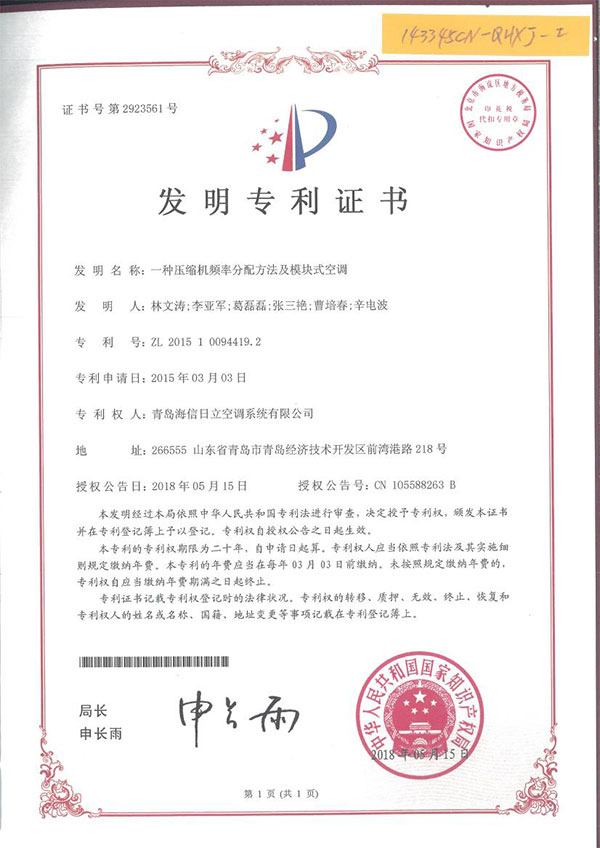 143345CN-QHXJ-I
证书号第2923561号
印花税
代扣专用章
国家知识产权局
发明专利证书
发明名称：一种压缩机频率分配方法及模块式空调
发明人：林文涛;李亚军;葛磊磊;张三艳;曹培春;辛电波
专利号：ZL 2015 1 0094419.2
专利申请日：2015年03月03日
专利权人：青岛海信日立空调系统有限公司
地址：266555 山东省青岛市青岛经济技术开发区前湾港路218号
授权公告日：2018年05月15日 授权公告号：CN 105588263 B
本发明经过本局依照中华人民共和国专利法进行审查，决定授予专利权，颁发本证书
并在专利登记簿上予以登记。专利权自授权公告之日起生效。
本专利的专利权期限为二十年，自申请日起算。专利权人应当依照专利法及其实施细
则规定缴纳年费。本专利的年费应当在每年03月03日前缴纳。未按照规定缴纳年费的，
专利权自应当缴纳年费期满之日起终止。
专利证书记载专利权登记时的法律状况。专利权的转移、质押、无效、终止、恢复和
专利权人的姓名或名称、国籍、地址变更等事项记载在专利登记簿上。
局长
申长雨
申长雨
中华人民共和国国家知识产权局
2018年05月15日
第1页(共1页)